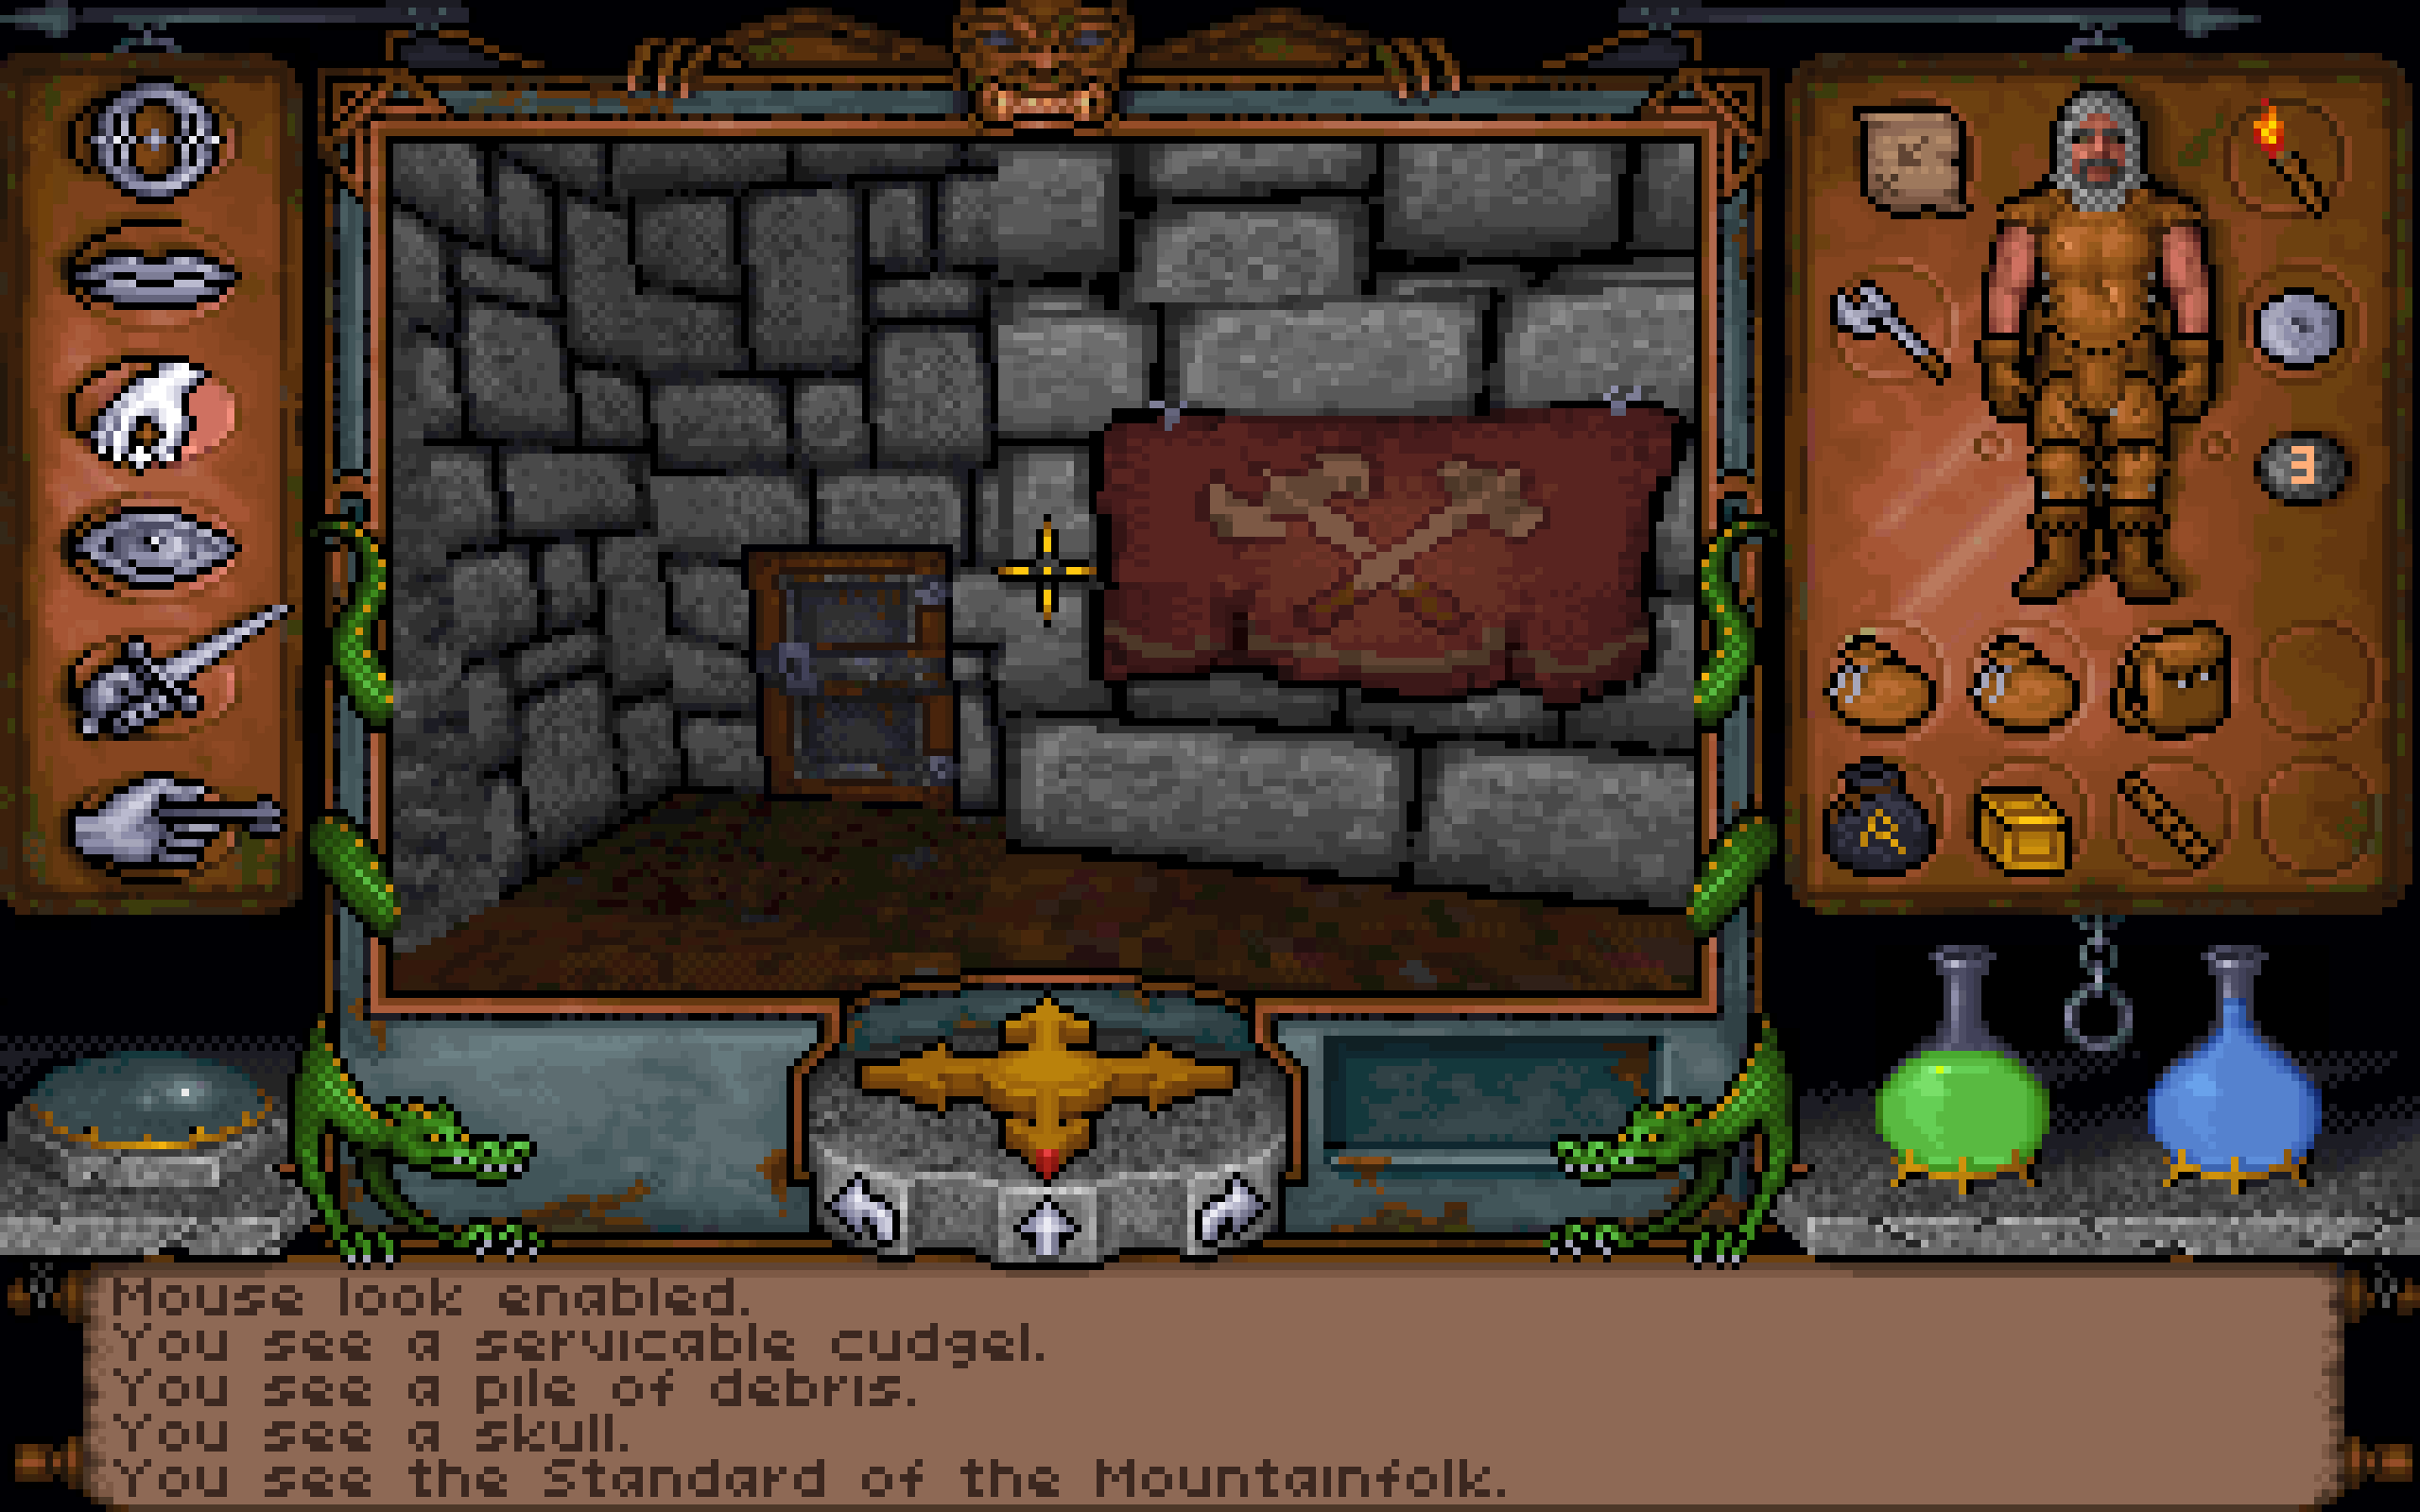 3
Mouse look enabled.
You see a servicable cudgel.
You see a pile of debris.
You see a skull.
You see the Standard of the Mountainfolk.